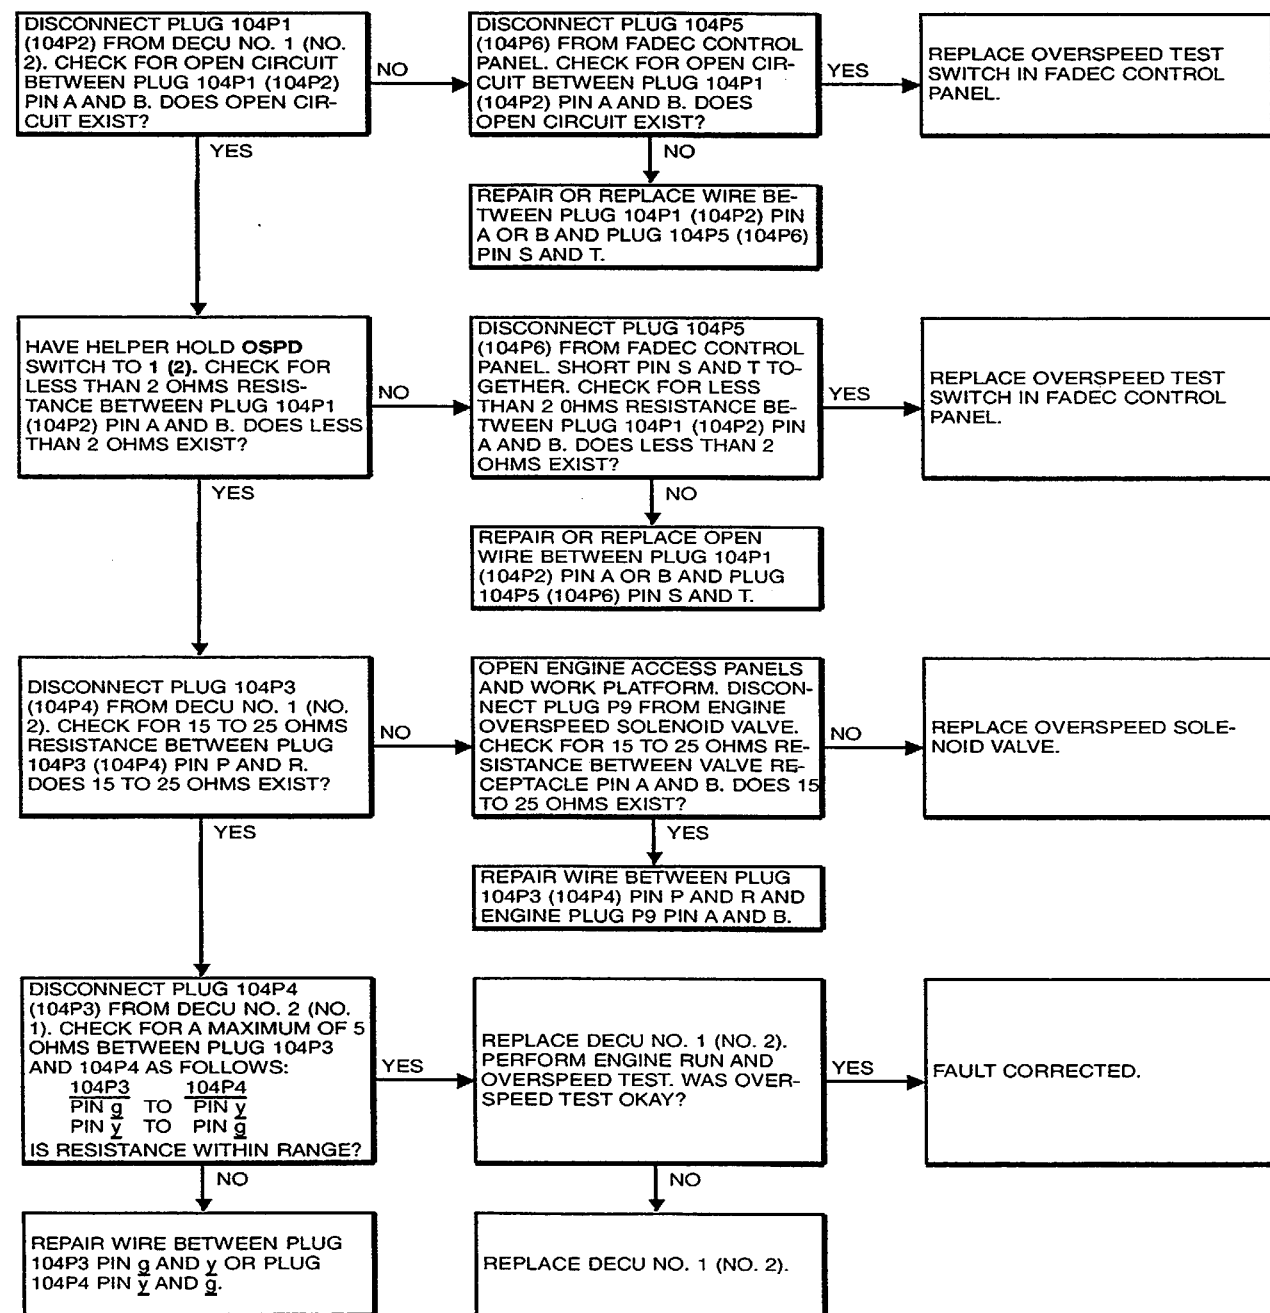 DISCONNECT PLUG 104P1
(104P2) FROM DECU NO. 1 (NO.
2). CHECK FOR OPEN CIRCUIT
BETWEEN PLUG 104P1 (104P2)
PIN A AND B. DOES OPEN CIR-
CUIT EXIST?
NO
DISCONNECT PLUG 104P5
(104P6) FROM FADEC CONTROL
PANEL. CHECK FOR OPEN CIR-
CUIT BETWEEN PLUG 104P1
(104P2) PIN A AND B. DOES
OPEN CIRCUIT EXIST?
YES
REPLACE OVERSPEED TEST
SWITCH IN FADEC CONTROL
PANEL.
YES
NO
REPAIR OR REPLACE WIRE BE-
TWEEN PLUG 104P1 (104P2) PIN
A OR B AND PLUG 104P5 (104P6)
PIN S AND T.
HAVE HELPER HOLD OSPD
SWITCH TO 1 (2). CHECK FOR
LESS THAN 2 OHMS RESIS-
TANCE BETWEEN PLUG 104P1
(104P2) PIN A AND B. DOES LESS
THAN 2 OHMS EXIST?
NO
DISCONNECT PLUG 104P5
(104P6) FROM FADEC CONTROL
PANEL. SHORT PIN S AND T TO-
GETHER. CHECK FOR LESS
THAN 2 0HMS RESISTANCE BE-
TWEEN PLUG 104P1 (104P2) PIN
A AND B. DOES LESS THAN 2
OHMS EXIST?
YES
REPLACE OVERSPEED TEST
SWITCH IN FADEC CONTROL
PANEL.
YES
NO
REPAIR OR REPLACE OPEN
WIRE BETWEEN PLUG 104P1
(104P2) PIN A OR B AND PLUG
104P5 (104P6) PIN S AND T.
DISCONNECT PLUG 104P3
(104P4) FROM DECU NO. 1 (NO.
2). CHECK FOR 15 TO 25 OHMS
RESISTANCE BETWEEN PLUG
104P3 (104P4) PIN P AND R.
DOES 15 TO 25 OHMS EXIST?
NO
OPEN ENGINE ACCESS PANELS
AND WORK PLATFORM. DISCON-
NECT PLUG P9 FROM ENGINE
OVERSPEED SOLENOID VALVE.
CHECK FOR 15 TO 25 OHMS RE-
SISTANCE BETWEEN VALVE RE-
CEPTACLE PIN A AND B. DOES 15
TO 25 OHMS EXIST?
NO
REPLACE OVERSPEED SOLE-
NOID VALVE.
YES
YES
REPAIR WIRE BETWEEN PLUG
104P3 (104P4) PIN P AND R AND
ENGINE PLUG P9 PIN A AND B.
DISCONNECT PLUG 104P4
(104P3) FROM DECU NO. 2 (NO.
1). CHECK FOR A MAXIMUM OF 5
OHMS BETWEEN PLUG 104P3
AND 104P4 AS FOLLOWS:
104P3 104P4
PIN g TO PIN y
PIN y TO PIN g
IS RESISTANCE WITHIN RANGE?
YES
REPLACE DECU NO. 1 (NO. 2).
PERFORM ENGINE RUN AND
OVERSPEED TEST. WAS OVER-
SPEED TEST OKAY?
YES
FAULT CORRECTED.
NO
NO
REPAIR WIRE BETWEEN PLUG
104P3 PIN g AND y OR PLUG
104P4 PIN y AND g.
REPLACE DECU NO. 1 (NO. 2).